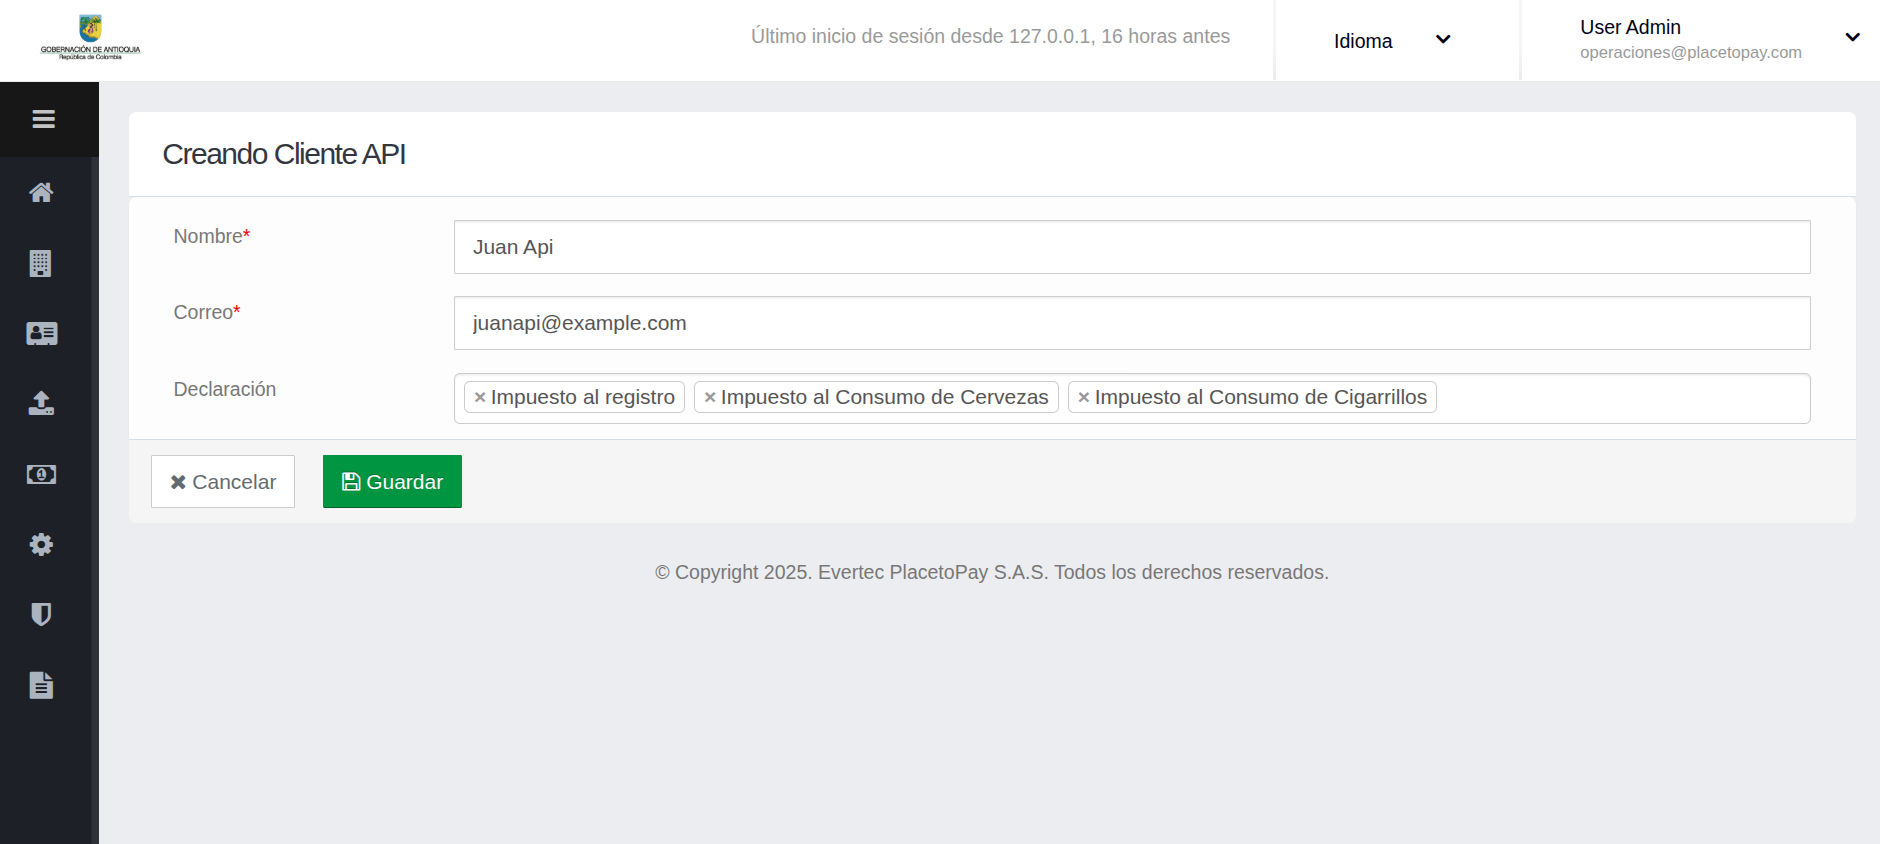 GOBERNACIÓN DE ANTIOQUIA
República de Colombia
Último inicio de sesión desde 127.0.0.1, 16 horas antes
Idioma
User Admin
operaciones@placetopay.com
Creando Cliente API
Nombre*
Juan Api
Correo*
juanapi@example.com
Declaración
× Impuesto al registro × Impuesto al Consumo de Cervezas × Impuesto al Consumo de Cigarrillos
Cancelar Guardar
© Copyright 2025. Evertec PlacetoPay S.A.S. Todos los derechos reservados.